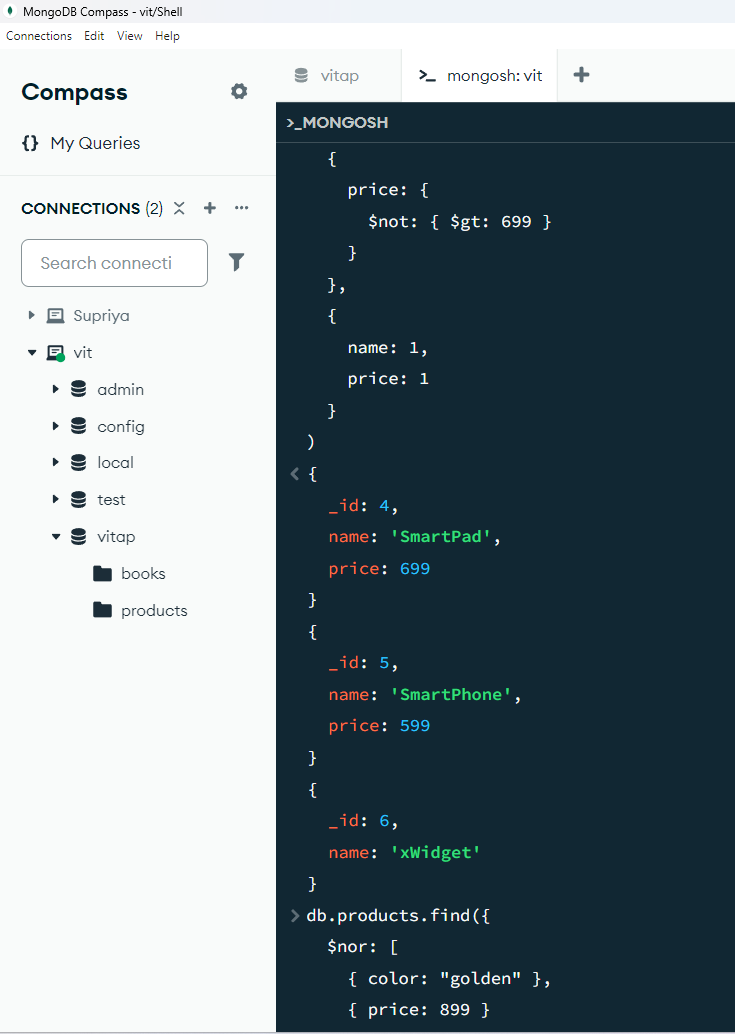 MongoDB Compass - vit/Shell
Connections Edit View Help
Compass
{} My Queries
CONNECTIONS (2)
Search connecti
Supriya
vit
admin
config
local
test
vitap
books
products
vitap
>_ mongosh: vit
>_MONGOSH
{
price: {
$not: { $gt: 699 }
}
},
{
name: 1,
price: 1
}
)
< {
_id: 4,
name: 'SmartPad',
price: 699
}
{
_id: 5,
name: 'SmartPhone',
price: 599
}
{
_id: 6,
name: 'xWidget'
}
> db.products.find({
$nor: [
{ color: "golden" },
{ price: 899 }